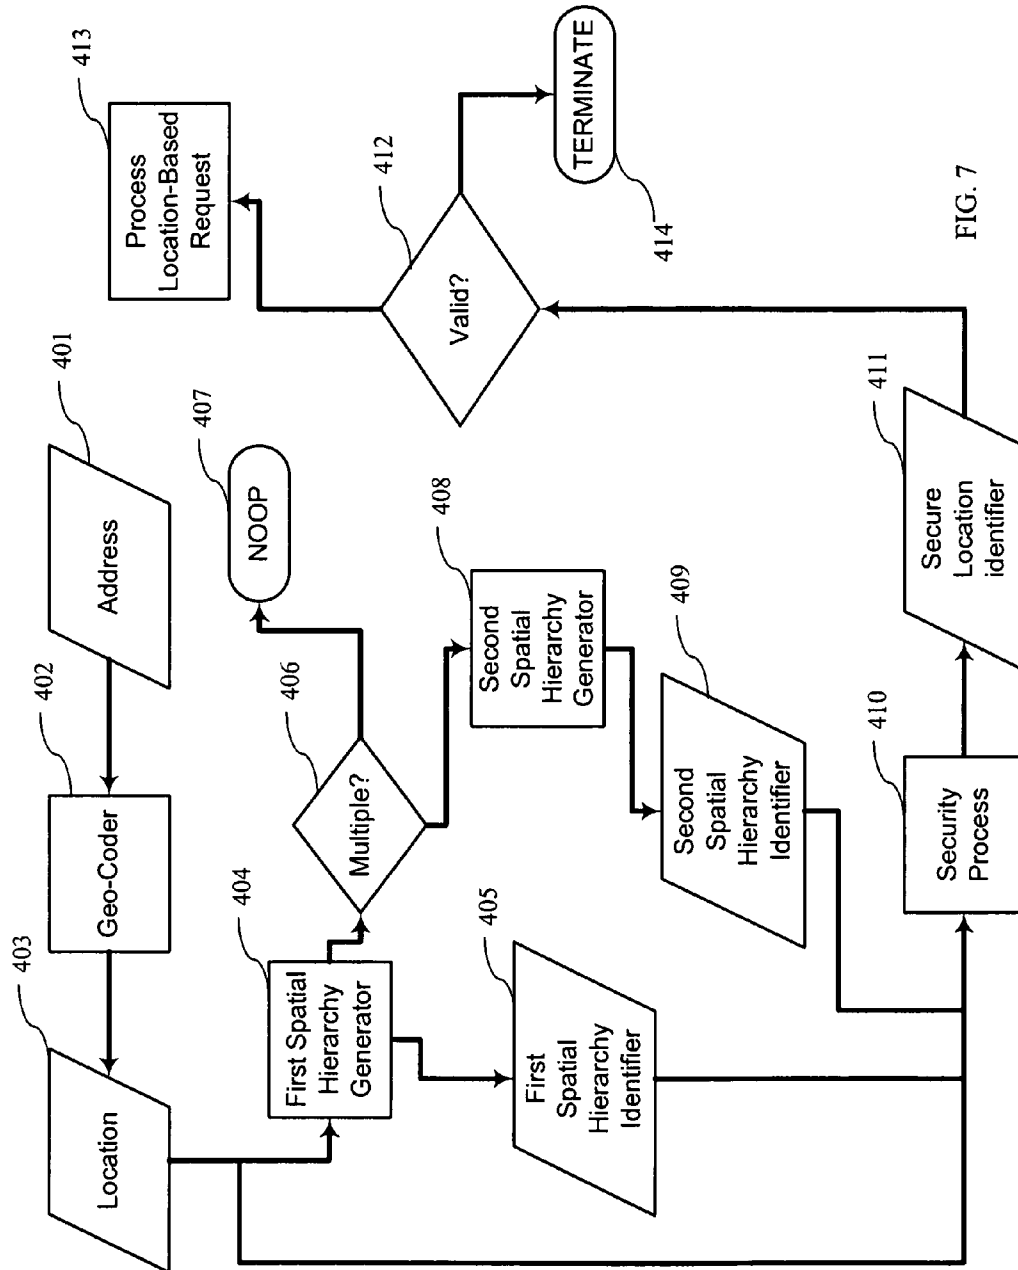 401
Address
402
Geo-Coder
403
Location
404
First Spatial
Hierarchy
Generator
405
First
Spatial
Hierarchy
Identifier
406
Multiple?
407
NOOP
408
Second
Spatial
Hierarchy
Generator
409
Second
Spatial
Hierarchy
Identifier
410
Security
Process
411
Secure
Location
identifier
412
Valid?
413
Process
Location-Based
Request
414
TERMINATE
FIG. 7